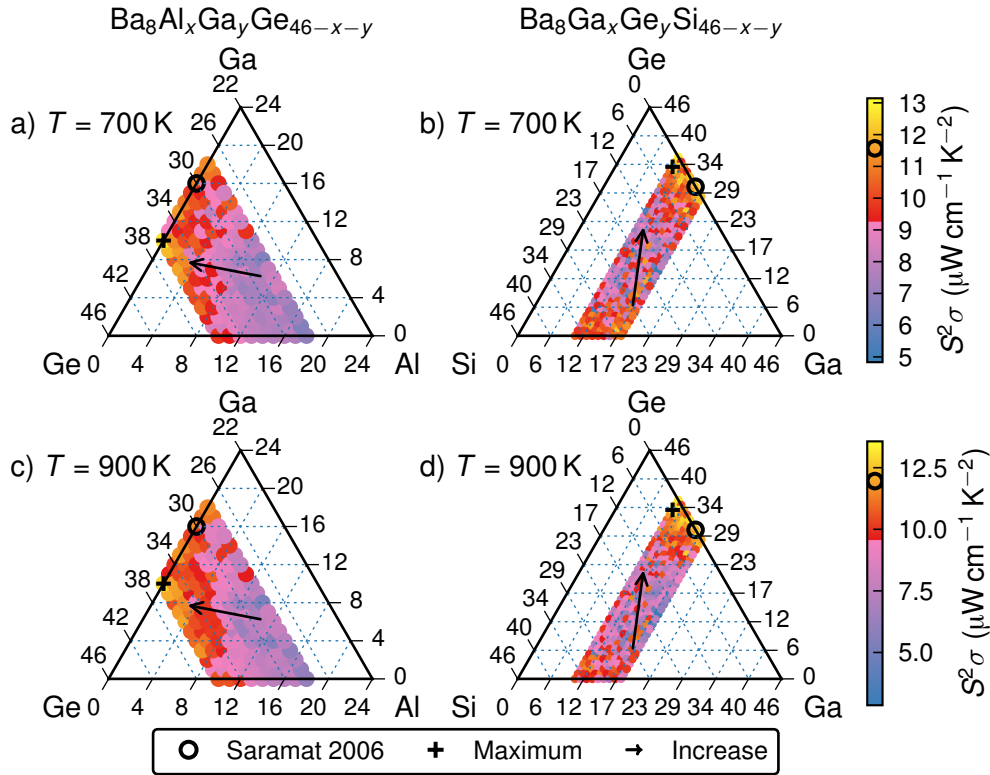 Ba₈AlₓGaᵧGe₄₆₋ₓ₋ᵧ
Ba₈GaₓGeᵧSi₄₆₋ₓ₋ᵧ
a) T = 700 K
Ga
22 26 30 34 38 42 46
24 20 16 12 8 4 0
Ge
0 4 8 12 16 20 24
Al
b) T = 700 K
Ge
0 6 12 17 23 29 34 40 46
46 40 34 29 23 17 12 6 0
Si
0 6 12 17 23 29 34 40 46
Ga
13
12
11
10
9
8
7
6
5
S²σ (μW cm⁻¹ K⁻²)
c) T = 900 K
Ga
22 26 30 34 38 42 46
24 20 16 12 8 4 0
Ge
0 4 8 12 16 20 24
Al
d) T = 900 K
Ge
0 6 12 17 23 29 34 40 46
46 40 34 29 23 17 12 6 0
Si
0 6 12 17 23 29 34 40 46
Ga
12.5
10.0
7.5
5.0
S²σ (μW cm⁻¹ K⁻²)
Saramat 2006 Maximum Increase